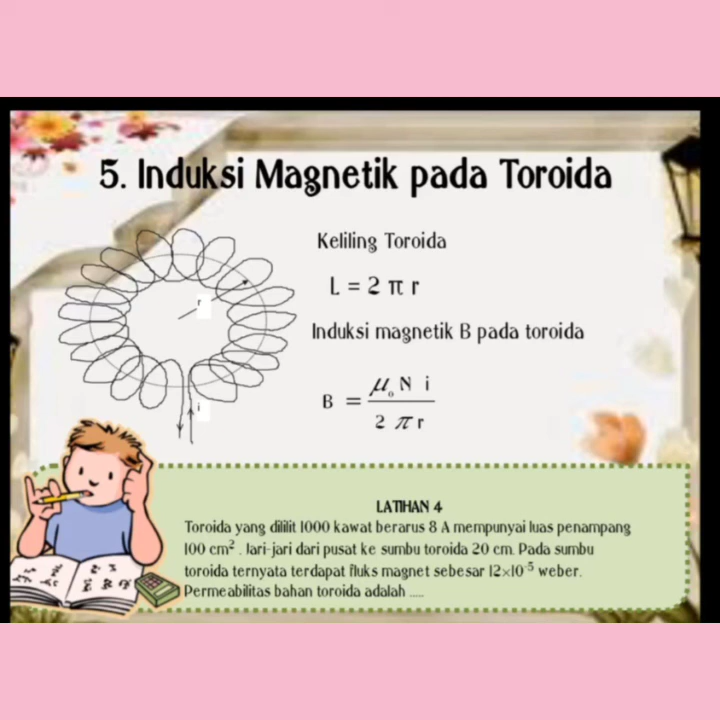 5. Induksi Magnetik pada Toroida
Keliling Toroida
L = 2 π r
r
Induksi magnetik B pada toroida
B = μ₀ N i / 2 π r
i
LATIHAN 4
Toroida yang dililit 1000 kawat berarus 8 A mempunyai luas penampang
100 cm². Jari-jari dari pusat ke sumbu toroida 20 cm. Pada sumbu
toroida ternyata terdapat fluks magnet sebesar 12×10⁻⁵ weber.
Permeabilitas bahan toroida adalah .....